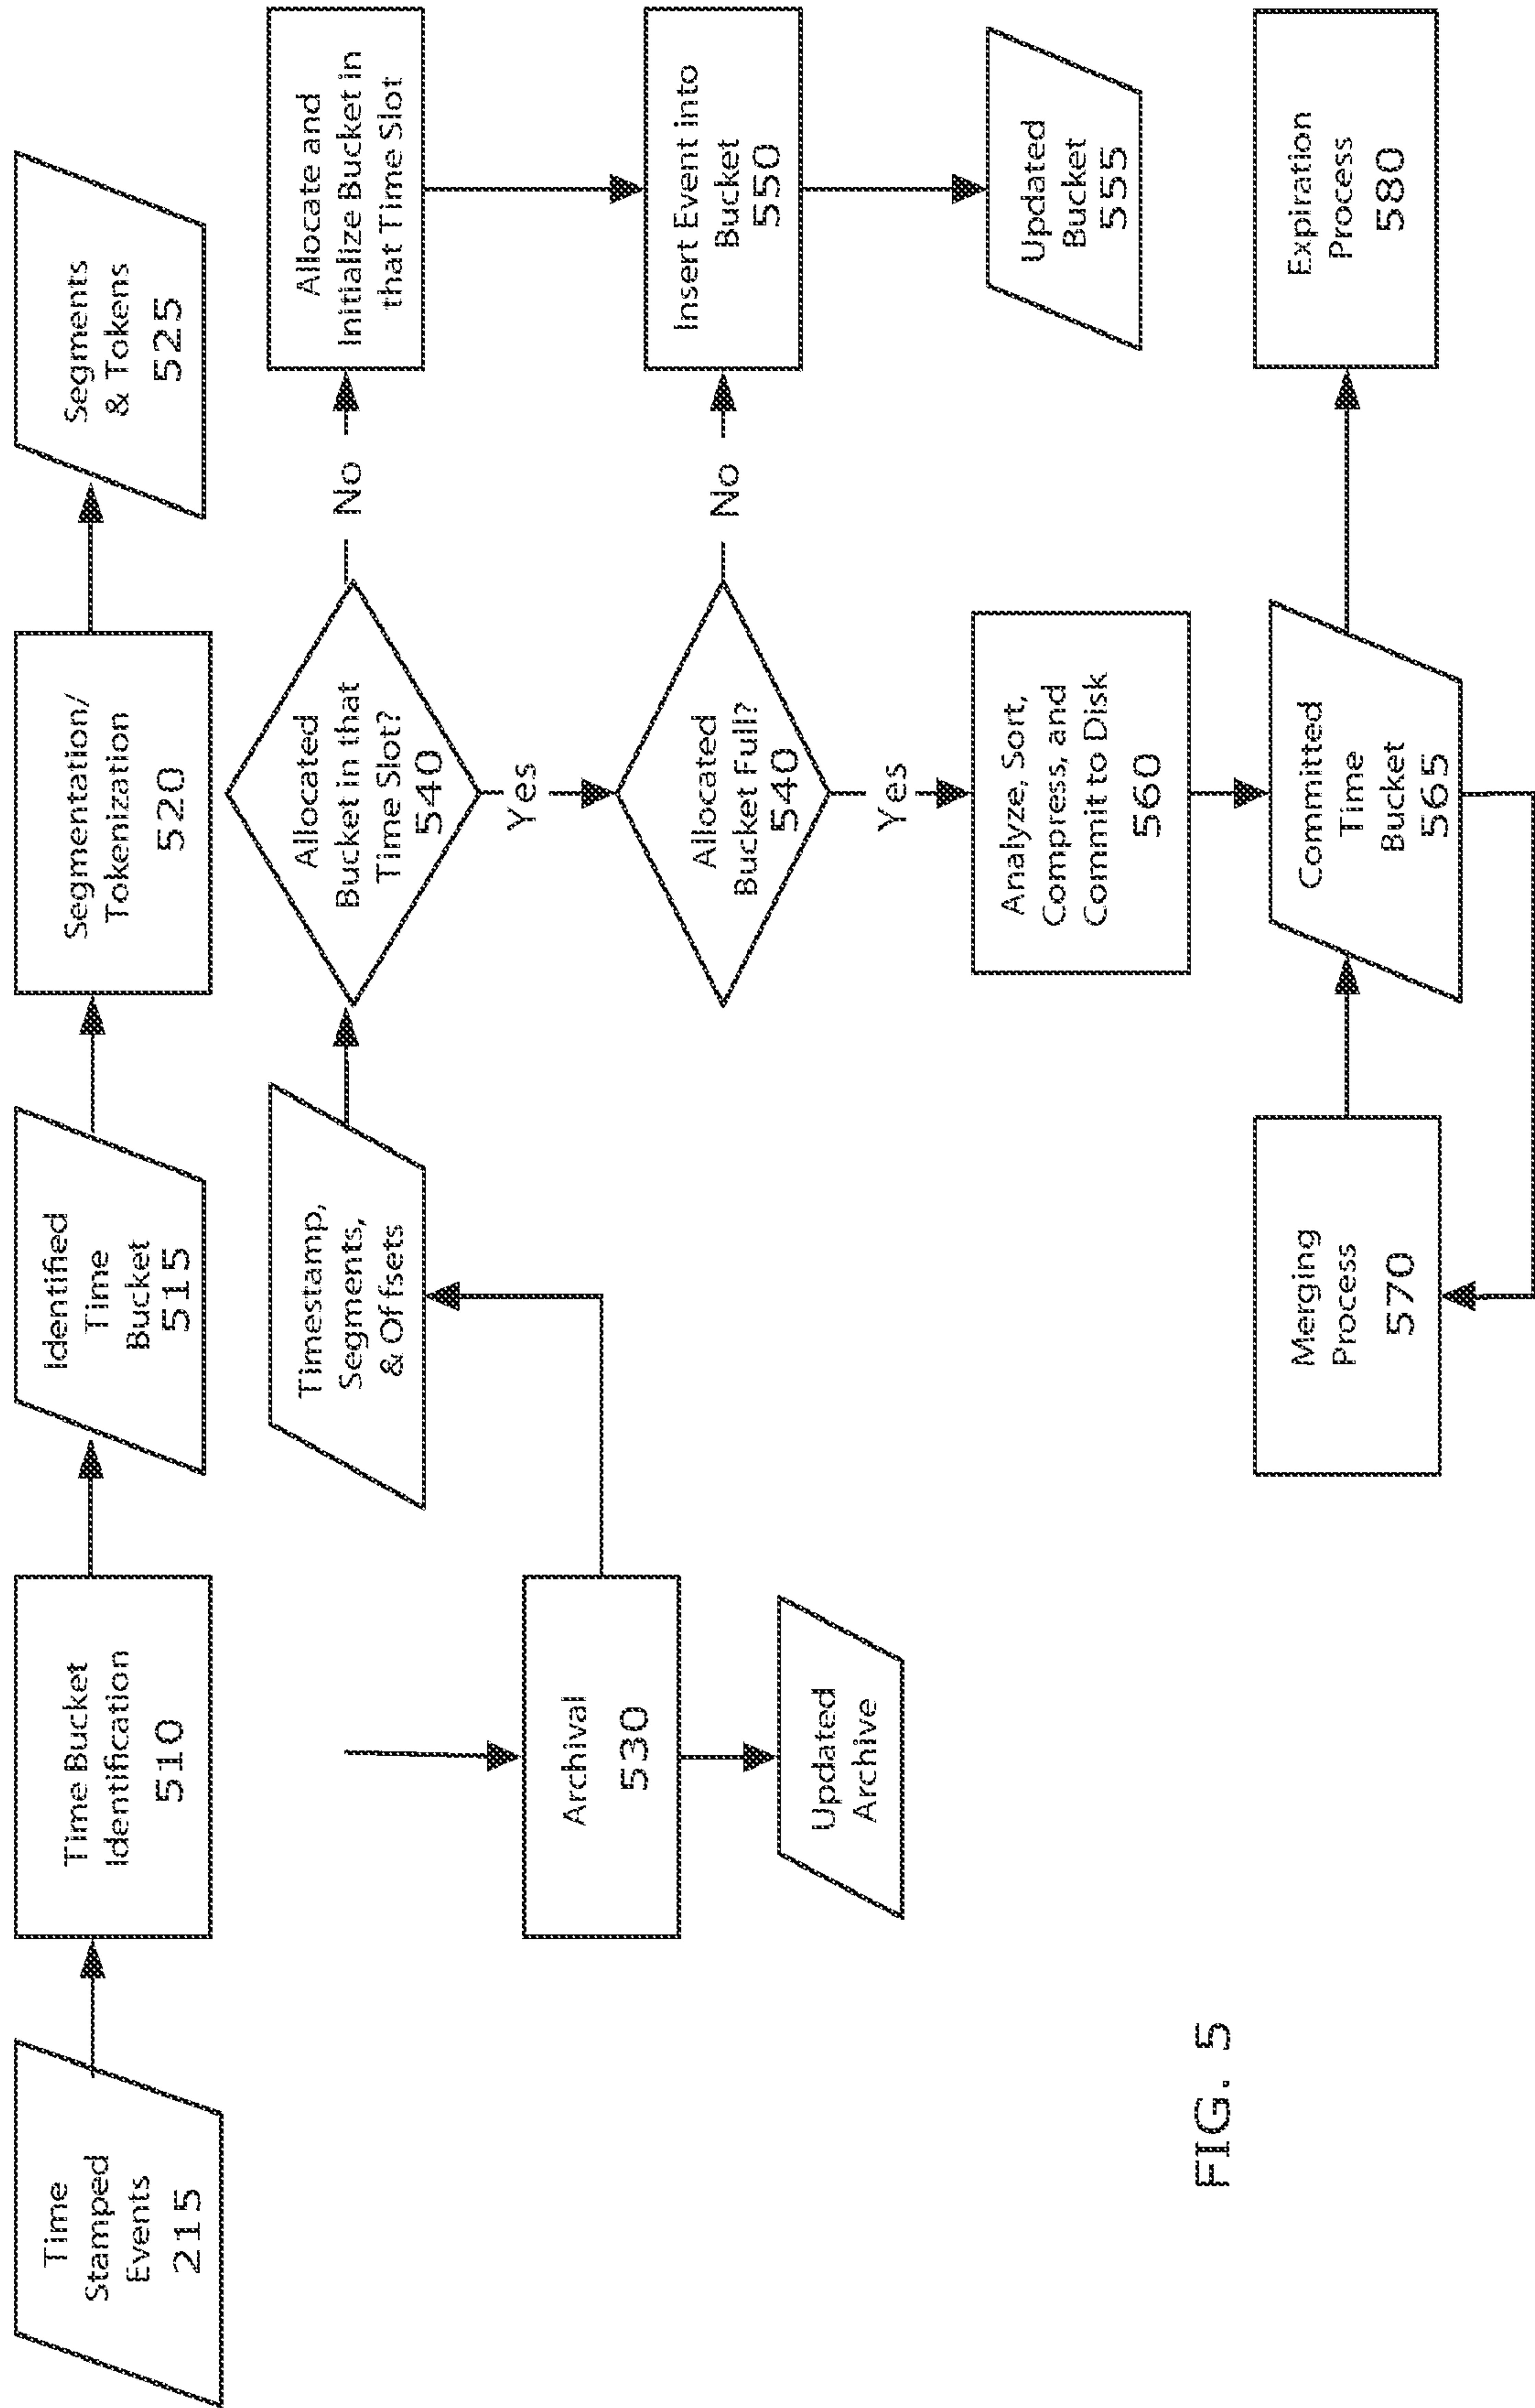 Time
Stamped
Events
215
Time Bucket
Identification
510
Identified
Time
Bucket
515
Segmentation/
Tokenization
520
Segments
& Tokens
525
Archival
530
Updated
Archive
Timestamp,
Segments,
& Offsets
Allocated
Bucket in that
Time Slot?
540
No
Allocate and
Initialize Bucket in
that Time Slot
Yes
Allocated
Bucket Full?
540
No
Insert Event into
Bucket
550
Updated
Bucket
555
Yes
Analyze, Sort,
Compress, and
Commit to Disk
560
Merging
Process
570
Committed
Time
Bucket
565
Expiration
Process
580
FIG. 5